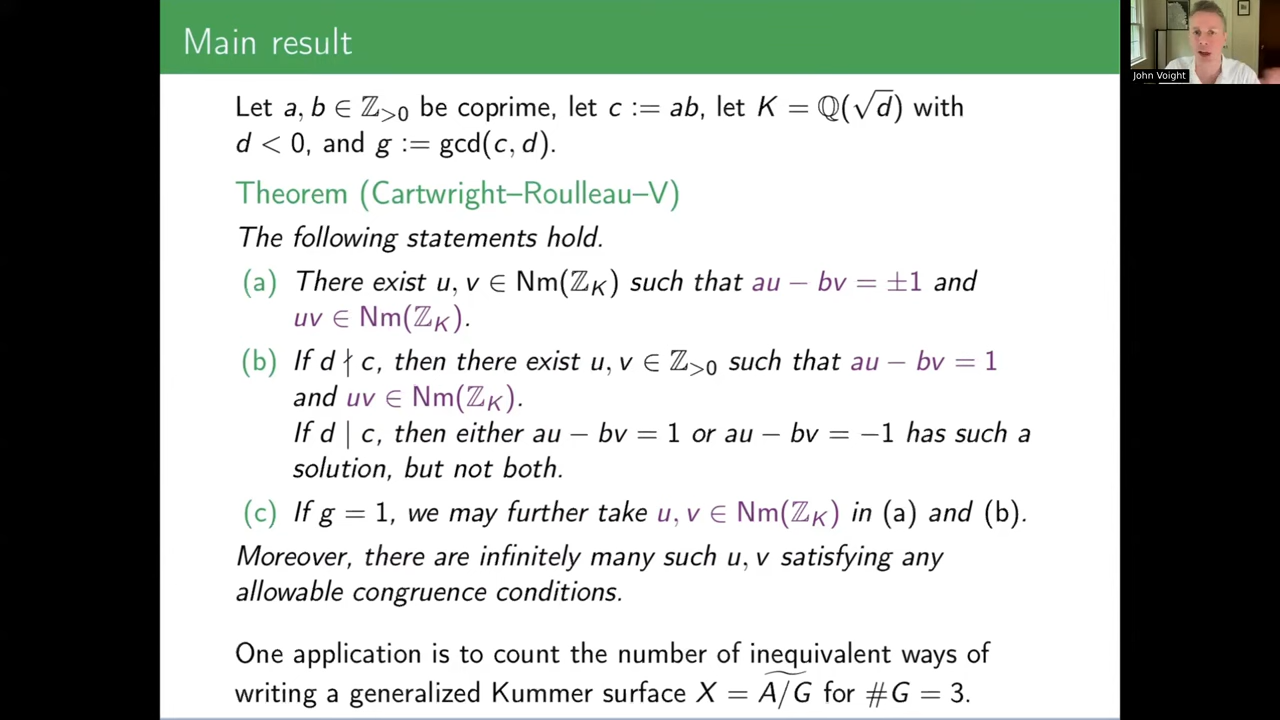 Main result
John Voight
Let a, b ∈ ℤ>0 be coprime, let c := ab, let K = ℚ(√d) with
d < 0, and g := gcd(c, d).
Theorem (Cartwright–Roulleau–V)
The following statements hold.
(a) There exist u, v ∈ Nm(ℤ_K) such that au − bv = ±1 and
uv ∈ Nm(ℤ_K).
(b) If d ∤ c, then there exist u, v ∈ ℤ>0 such that au − bv = 1
and uv ∈ Nm(ℤ_K).
If d | c, then either au − bv = 1 or au − bv = −1 has such a
solution, but not both.
(c) If g = 1, we may further take u, v ∈ Nm(ℤ_K) in (a) and (b).
Moreover, there are infinitely many such u, v satisfying any
allowable congruence conditions.
One application is to count the number of inequivalent ways of
writing a generalized Kummer surface X = \widetilde{A/G} for #G = 3.